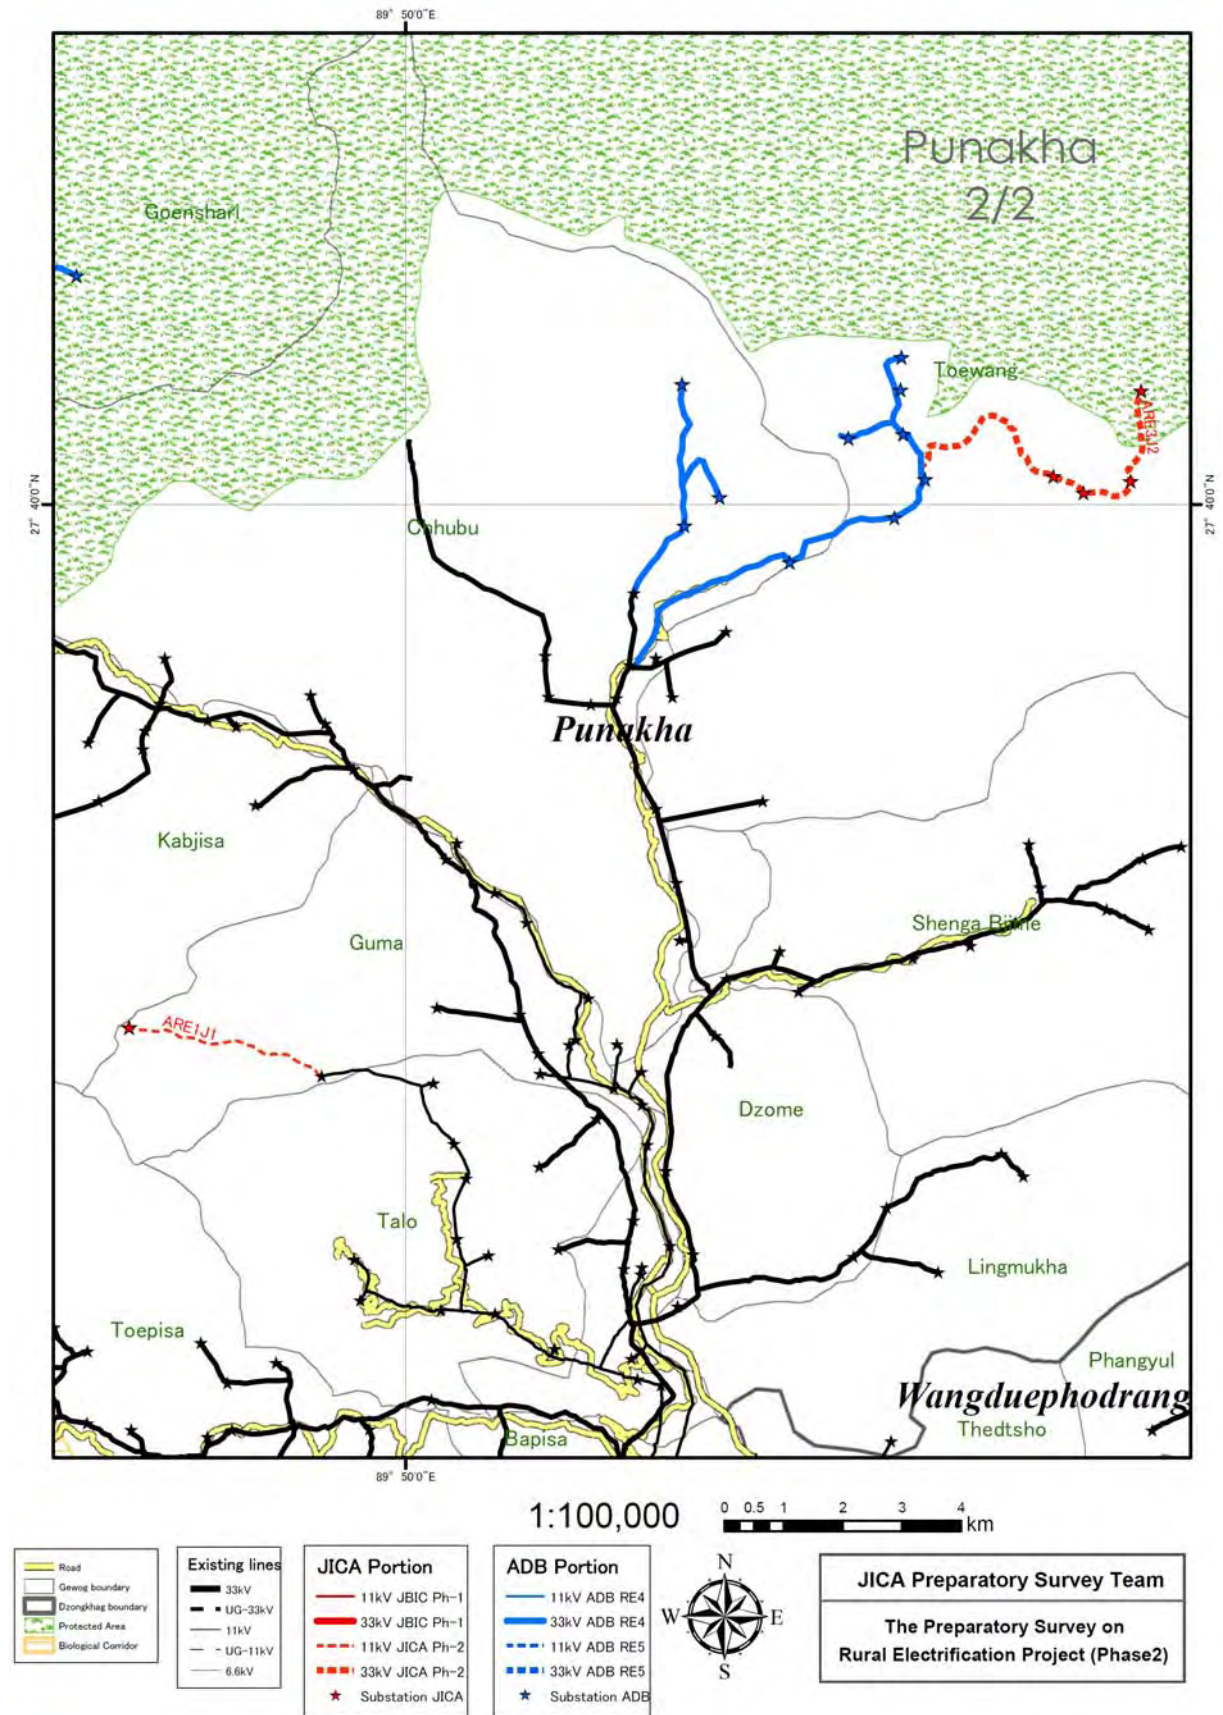 89° 50'0"E
Punakha
2/2
Goenshari
Toewang
ARE3J2
27° 40'0"N
27° 40'0"N
Chhubu
Punakha
Kabjisa
Shenga Bjime
Guma
ARE1J1
Dzome
Talo
Lingmukha
Toepisa
Phangyul
Wangduephodrang
Thedtsho
Bapisa
89° 50'0"E
1:100,000
0 0.5 1 2 3 4
km
Road
Gewog boundary
Dzongkhag boundary
Protected Area
Biological Corridor
Existing lines
33kV
UG-33kV
11kV
UG-11kV
6.6kV
JICA Portion
11kV JBIC Ph-1
33kV JBIC Ph-1
11kV JICA Ph-2
33kV JICA Ph-2
Substation JICA
ADB Portion
11kV ADB RE4
33kV ADB RE4
11kV ADB RE5
33kV ADB RE5
Substation ADB
N
W E
S
JICA Preparatory Survey Team
The Preparatory Survey on
Rural Electrification Project (Phase2)